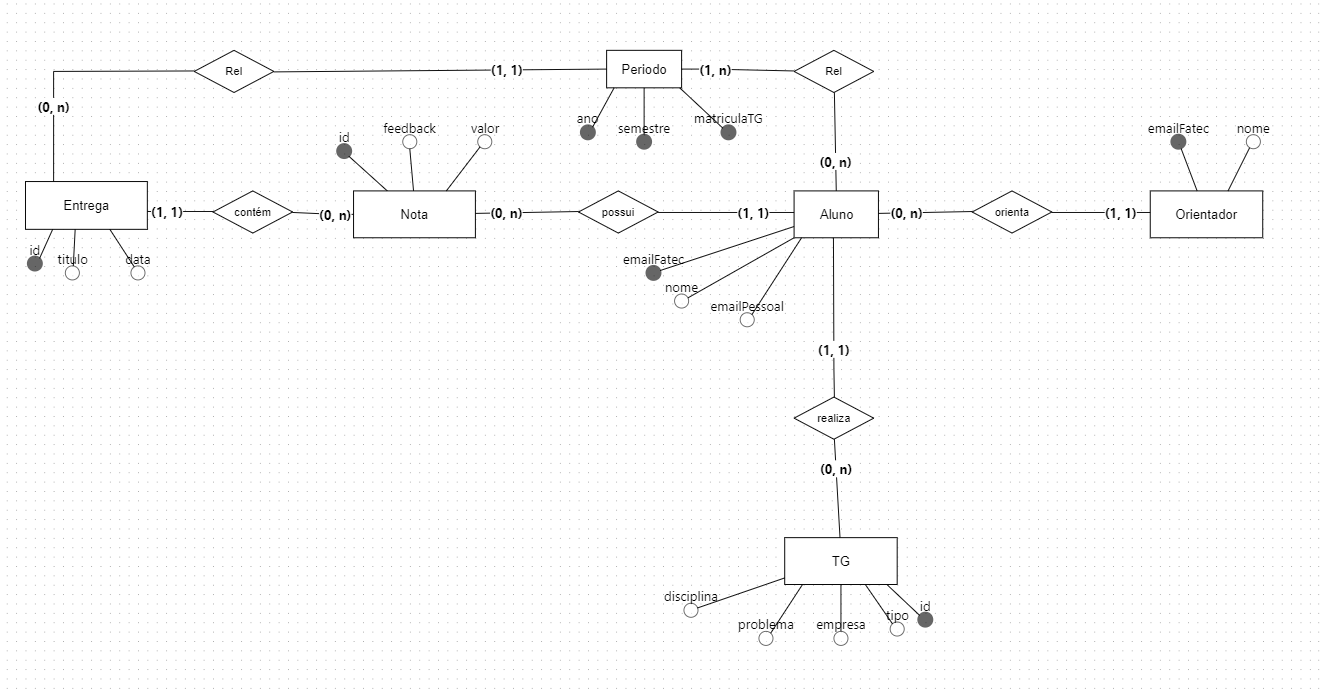 Rel
(1, 1)
Periodo
(1, n)
Rel
(0, n)
ano
semestre
matriculaTG
id
feedback
valor
emailFatec
nome
(0, n)
Entrega
(1, 1)
contém
(0, n)
Nota
(0, n)
possui
(1, 1)
Aluno
(0, n)
orienta
(1, 1)
Orientador
id
titulo
data
emailFatec
nome
emailPessoal
(1, 1)
realiza
(0, n)
TG
disciplina
problema
empresa
tipo
id